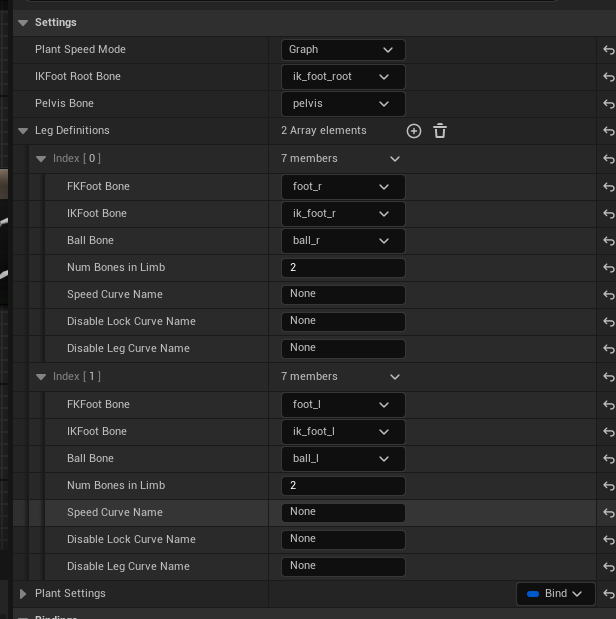 Settings
Plant Speed Mode Graph
IKFoot Root Bone ik_foot_root
Pelvis Bone pelvis
Leg Definitions 2 Array elements
Index [ 0 ] 7 members
FKFoot Bone foot_r
IKFoot Bone ik_foot_r
Ball Bone ball_r
Num Bones in Limb 2
Speed Curve Name None
Disable Lock Curve Name None
Disable Leg Curve Name None
Index [ 1 ] 7 members
FKFoot Bone foot_l
IKFoot Bone ik_foot_l
Ball Bone ball_l
Num Bones in Limb 2
Speed Curve Name None
Disable Lock Curve Name None
Disable Leg Curve Name None
Plant Settings Bind